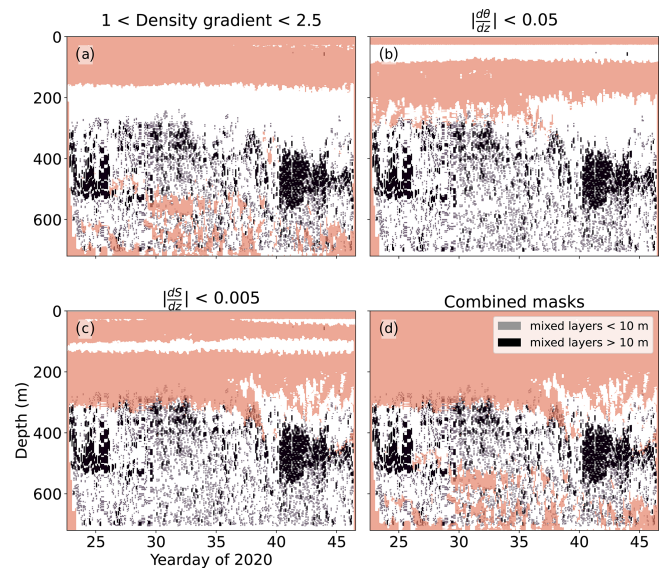 1 < Density gradient < 2.5
|dθ/dz| < 0.05
(a)
(b)
0
200
400
600
|dS/dz| < 0.005
Combined masks
(c)
(d)
mixed layers < 10 m
mixed layers > 10 m
0
200
400
600
Depth (m)
25 30 35 40 45
25 30 35 40 45
Yearday of 2020